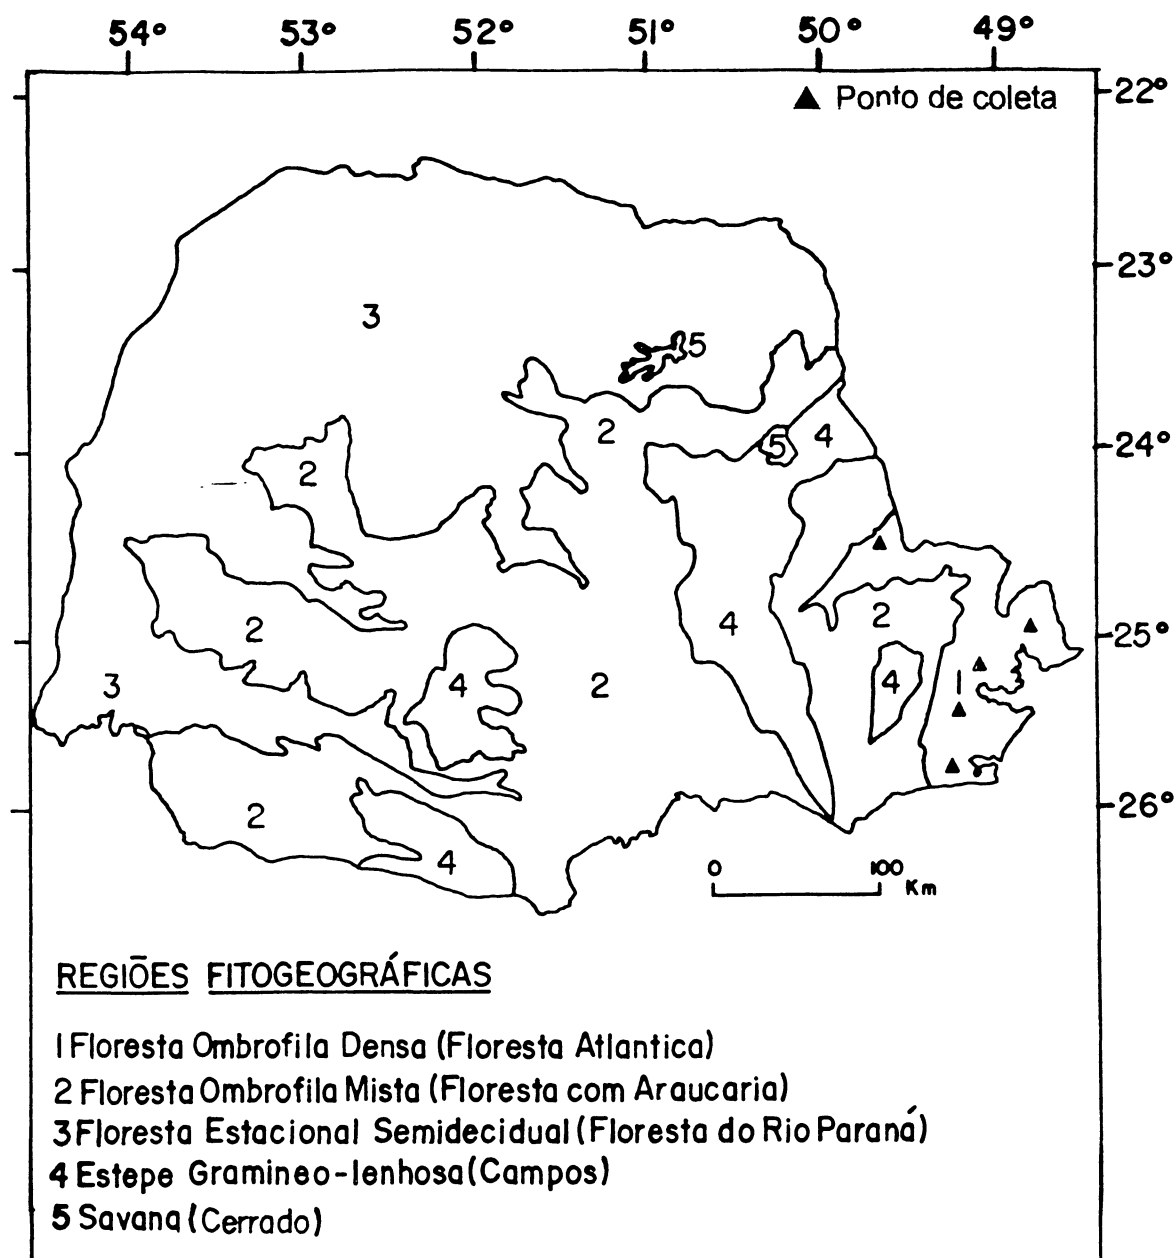 54° 53° 52° 51° 50° 49°
▲ Ponto de coleta
22°
23°
3
5
2
5
4
24°
2
2
4
2
25°
3
4
2
4
1
2
4
26°
0 100
Km
REGIÕES FITOGEOGRÁFICAS
1 Floresta Ombrofila Densa (Floresta Atlantica)
2 Floresta Ombrofila Mista (Floresta com Araucaria)
3 Floresta Estacional Semidecidual (Floresta do Rio Paraná)
4 Estepe Gramineo-lenhosa (Campos)
5 Savana (Cerrado)